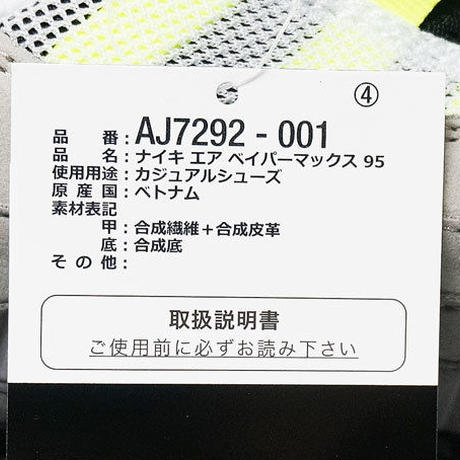 ④
品 番：AJ7292 - 001
品 名：ナイキ エア ベイパーマックス 95
使用用途：カジュアルシューズ
原 産 国：ベトナム
素材表記
甲：合成繊維＋合成皮革
底：合成底
そ の 他：
取扱説明書
ご使用前に必ずお読み下さい